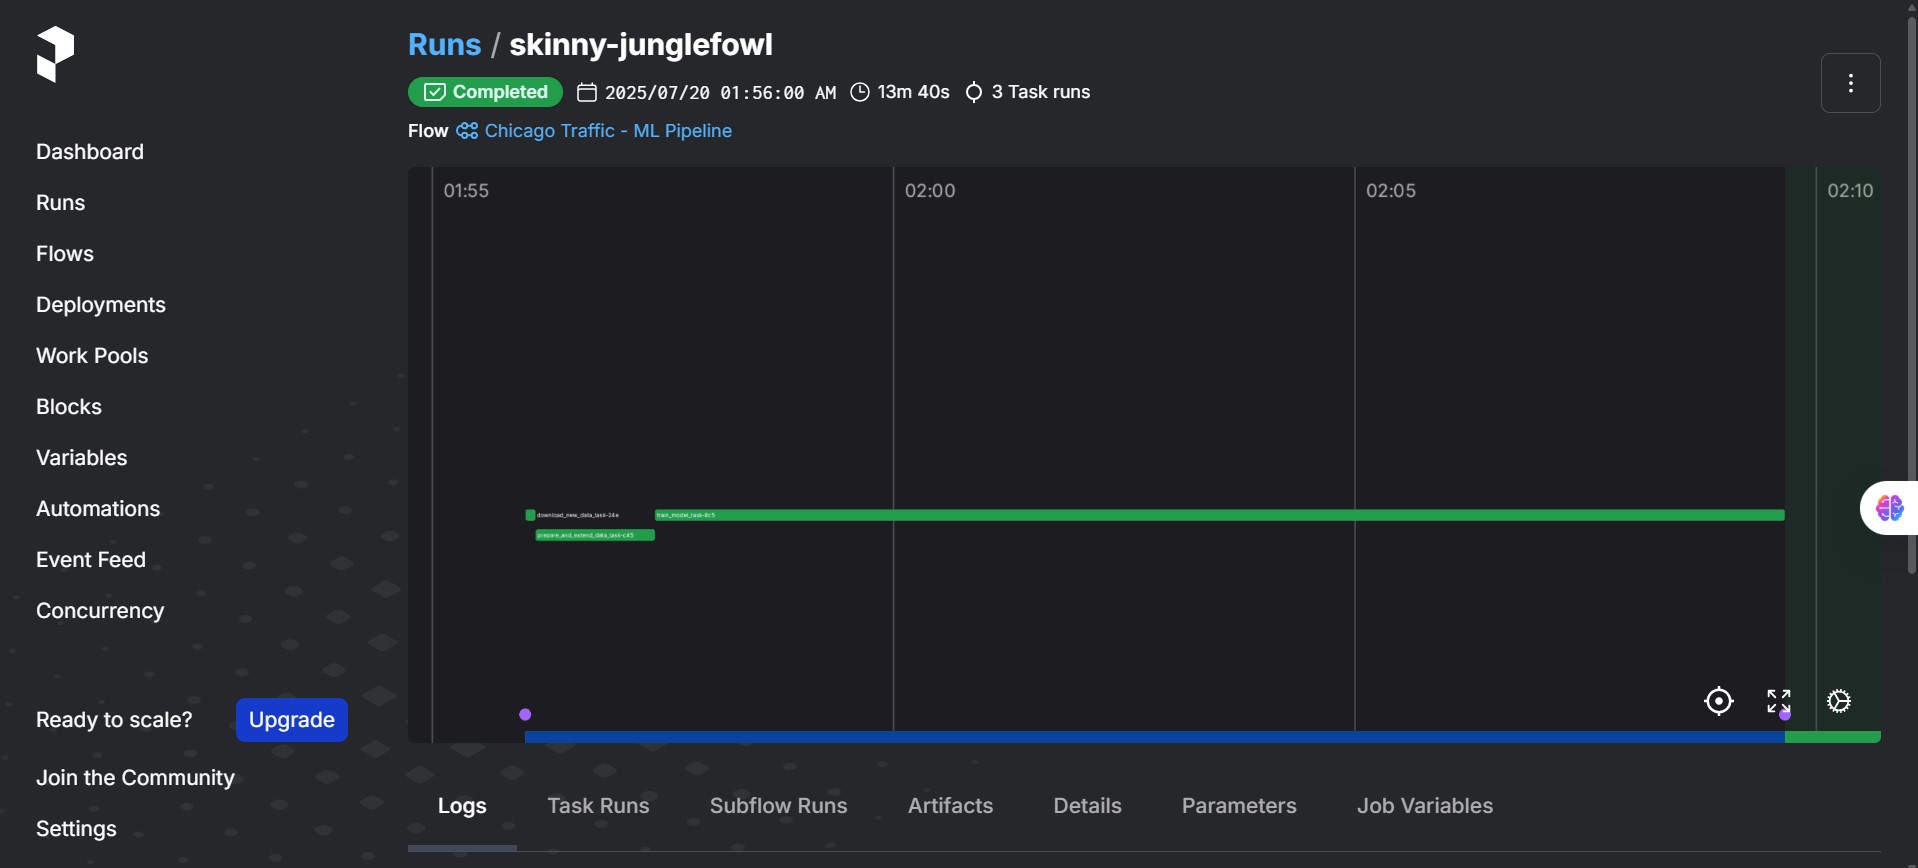 Runs / skinny-junglefowl
Completed 2025/07/20 01:56:00 AM 13m 40s 3 Task runs
Flow Chicago Traffic - ML Pipeline
Dashboard
Runs
Flows
Deployments
Work Pools
Blocks
Variables
Automations
Event Feed
Concurrency
Ready to scale? Upgrade
Join the Community
Settings
01:55 02:00 02:05 02:10
download_new_data_task-24e train_model_task-8c5
prepare_and_extend_data_task-c45
Logs Task Runs Subflow Runs Artifacts Details Parameters Job Variables